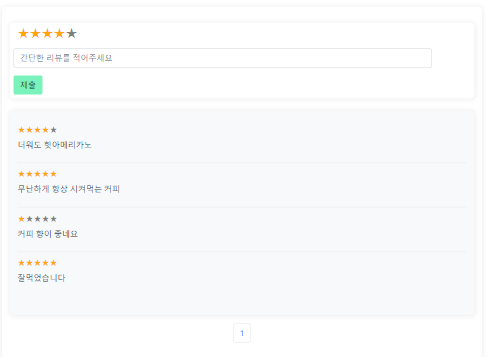 ★★★★★
간단한 리뷰를 적어주세요
제출
★★★★★
더워도 핫아메리카노
★★★★★
무난하게 항상 시켜먹는 커피
★★★★★
커피 향이 좋네요
★★★★★
잘먹었습니다
1